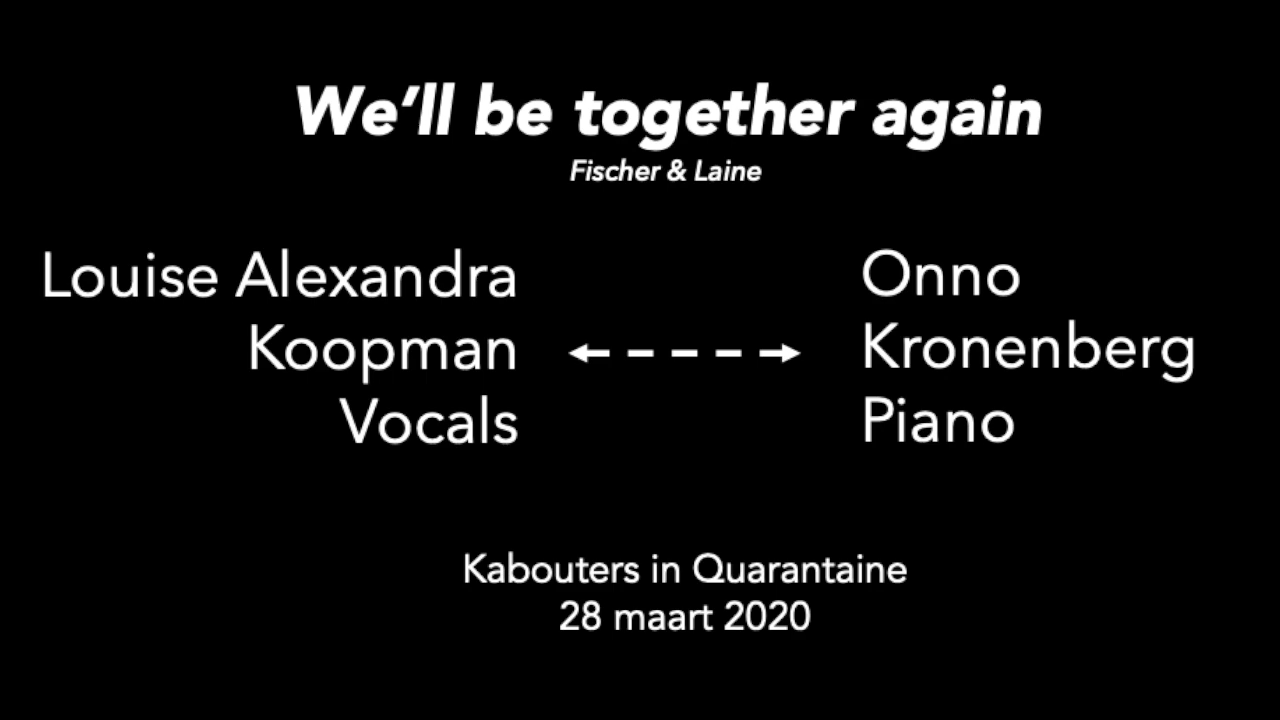 We’ll be together again
Fischer & Laine
Louise Alexandra
Koopman
Vocals
Onno
Kronenberg
Piano
Kabouters in Quarantaine
28 maart 2020